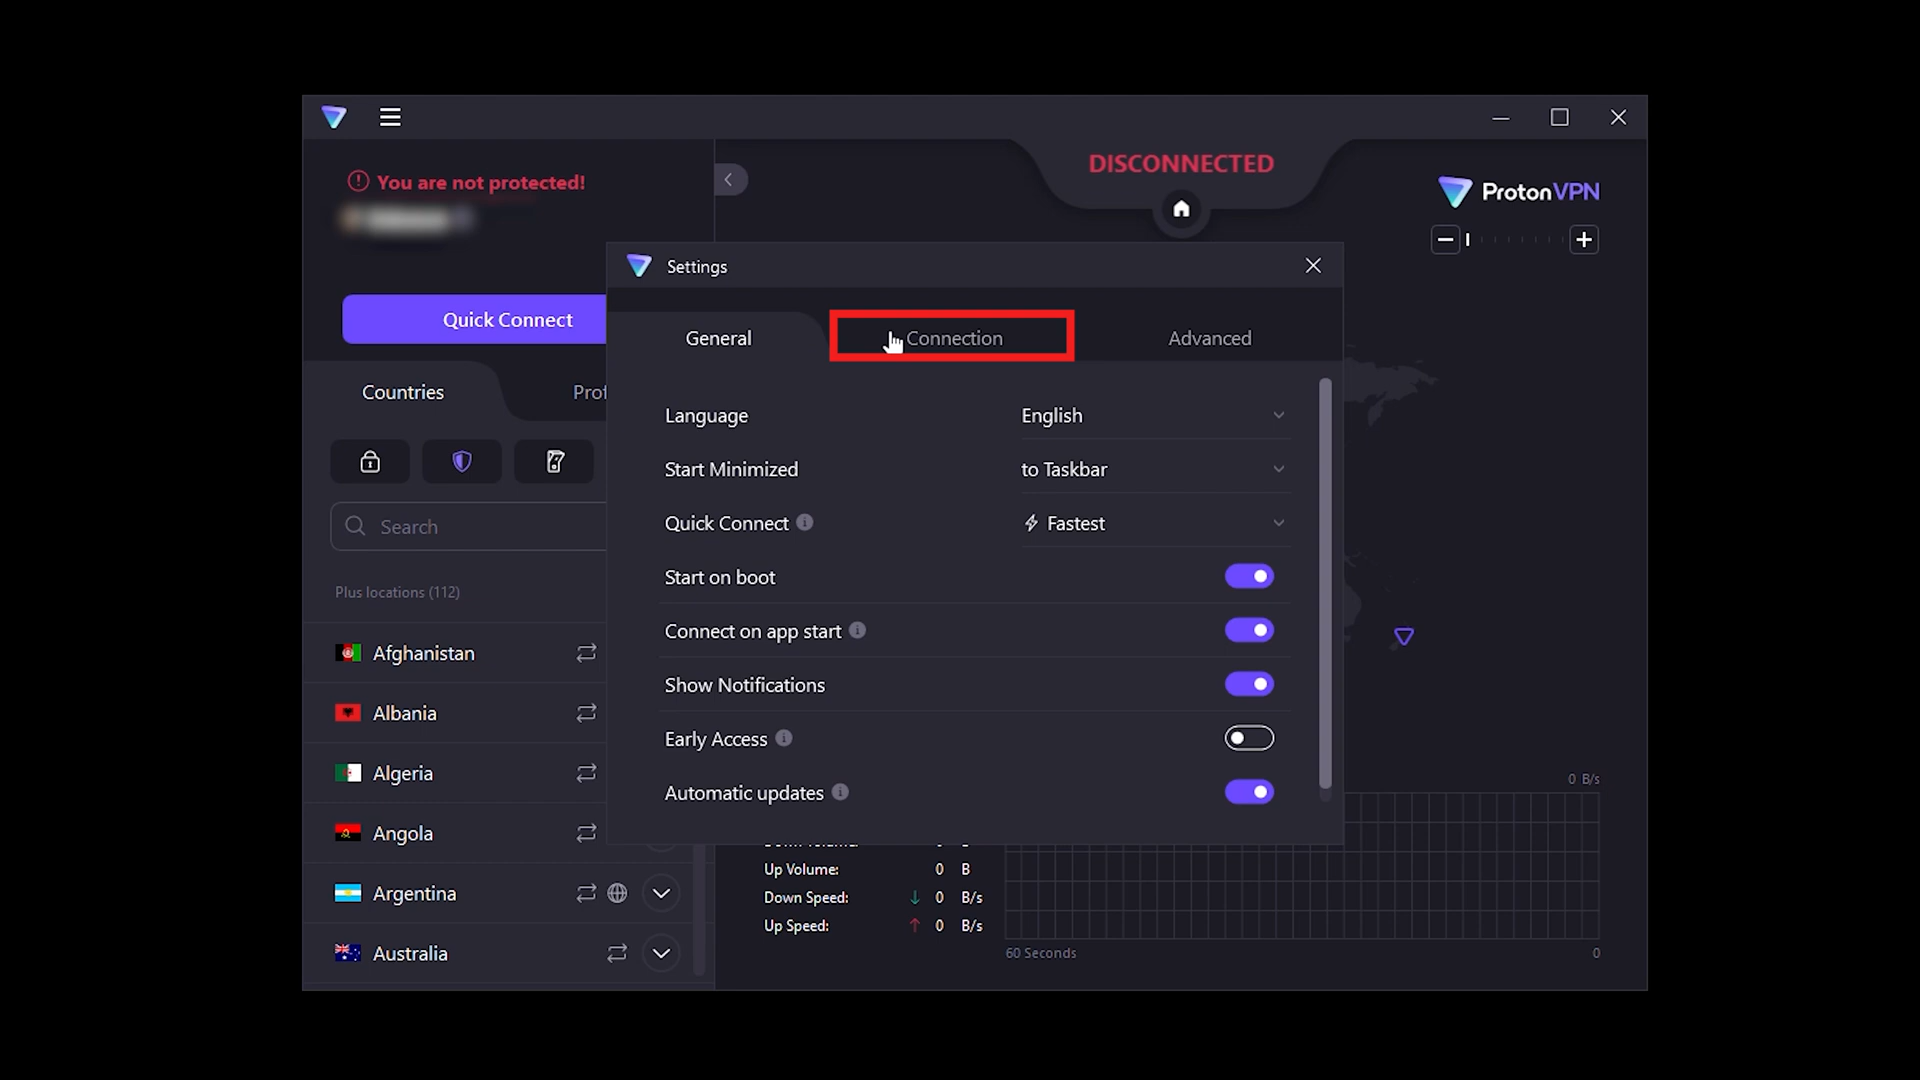 DISCONNECTED
You are not protected!
ProtonVPN
Settings
Quick Connect
General
Connection
Advanced
Countries
Prof
Language
English
Start Minimized
to Taskbar
Search
Quick Connect
Fastest
Start on boot
Plus locations (112)
Connect on app start
Afghanistan
Show Notifications
Albania
Early Access
Algeria
Automatic updates
0 B/s
Angola
Up Volume: 0 B
Argentina
Down Speed: 0 B/s
Up Speed: 0 B/s
Australia
60 Seconds
0